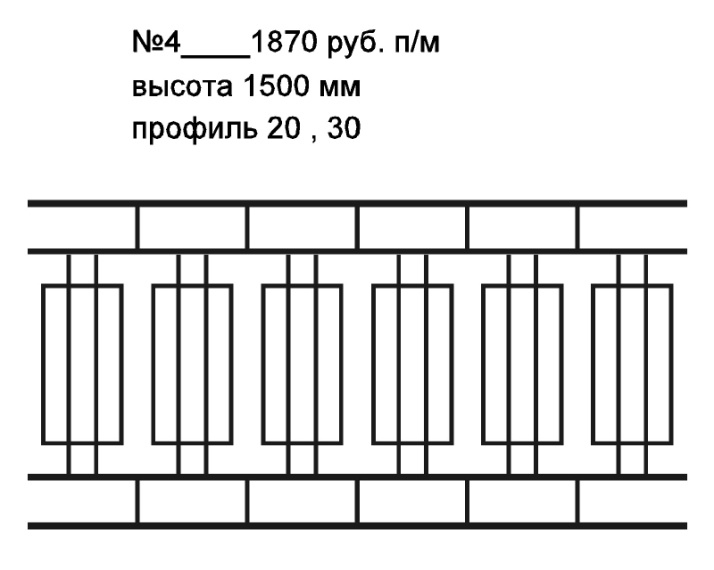 №4____1870 руб. п/м
высота 1500 мм
профиль 20 , 30